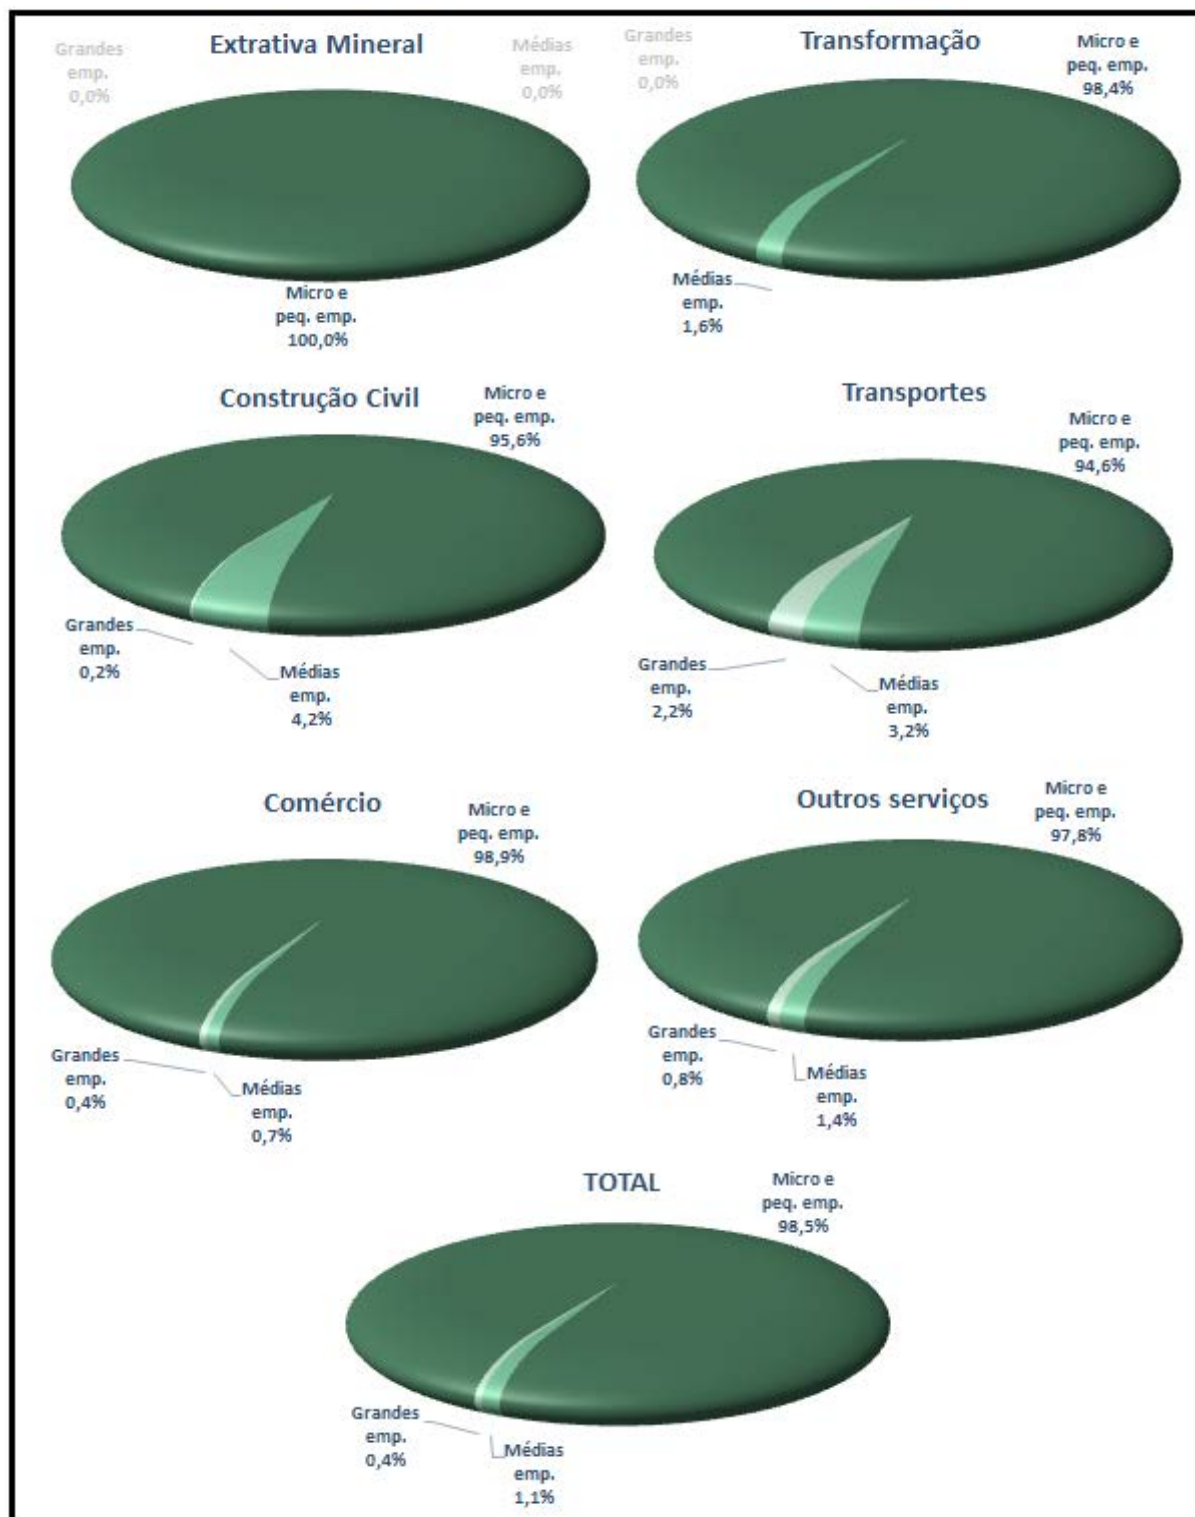 Extrativa Mineral
Grandes
emp.
0,0%
Médias
emp.
0,0%
Micro e
peq. emp.
100,0%
Transformação
Grandes
emp.
0,0%
Micro e
peq. emp.
98,4%
Médias
emp.
1,6%
Construção Civil
Micro e
peq. emp.
95,6%
Grandes
emp.
0,2%
Médias
emp.
4,2%
Transportes
Micro e
peq. emp.
94,6%
Grandes
emp.
2,2%
Médias
emp.
3,2%
Comércio
Micro e
peq. emp.
98,9%
Grandes
emp.
0,4%
Médias
emp.
0,7%
Outros serviços
Micro e
peq. emp.
97,8%
Grandes
emp.
0,8%
Médias
emp.
1,4%
TOTAL
Micro e
peq. emp.
98,5%
Grandes
emp.
0,4%
Médias
emp.
1,1%